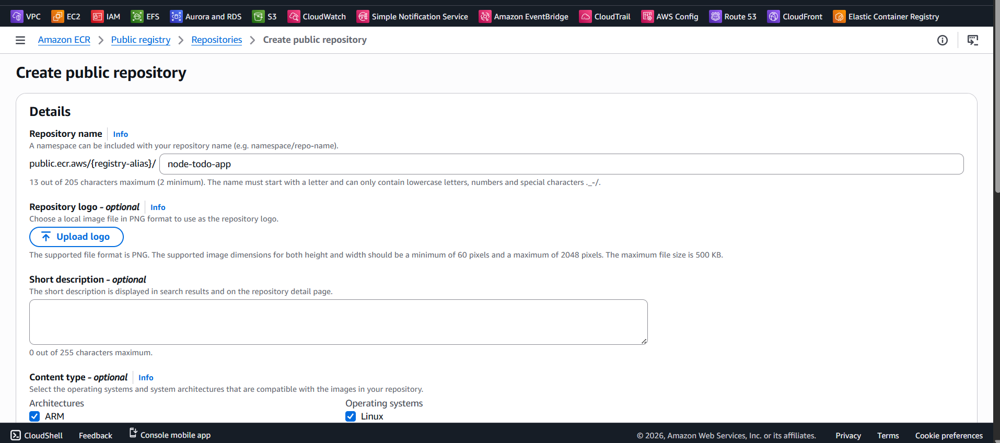 VPC EC2 IAM EFS Aurora and RDS S3 CloudWatch Simple Notification Service Amazon EventBridge CloudTrail AWS Config Route 53 CloudFront Elastic Container Registry
Amazon ECR > Public registry > Repositories > Create public repository
Create public repository
Details
Repository name Info
A namespace can be included with your repository name (e.g. namespace/repo-name).
public.ecr.aws/{registry-alias}/ node-todo-app
13 out of 205 characters maximum (2 minimum). The name must start with a letter and can only contain lowercase letters, numbers and special characters ._-/.
Repository logo - optional Info
Choose a local image file in PNG format to use as the repository logo.
Upload logo
The supported file format is PNG. The supported image dimensions for both height and width should be a minimum of 60 pixels and a maximum of 2048 pixels. The maximum file size is 500 KB.
Short description - optional
The short description is displayed in search results and on the repository detail page.
0 out of 255 characters maximum.
Content type - optional Info
Select the operating systems and system architectures that are compatible with the images in your repository.
Architectures Operating systems
ARM Linux
CloudShell Feedback Console mobile app © 2026, Amazon Web Services, Inc. or its affiliates. Privacy Terms Cookie preferences